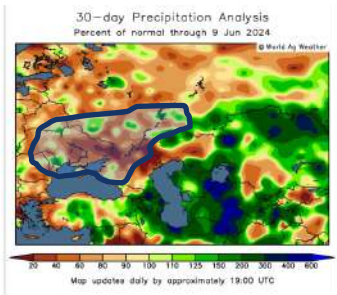 30-day Precipitation Analysis
Percent of normal through 9 Jun 2024
© World Ag Weather
20 40 60 80 90 100 110 125 150 200 300 400 600
Map updates daily by approximately 19:00 UTC